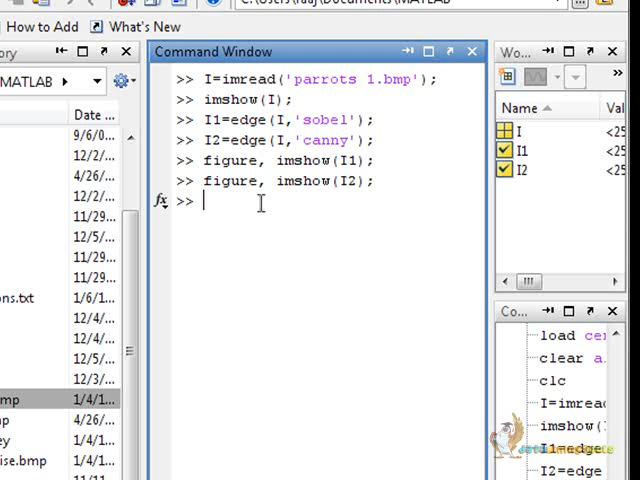 How to Add What's New
Command Window
Wo...
MATLAB
Date ...
Name
Val
9/6/0...
12/2/...
4/26/...
12/2/...
11/29...
12/5/...
11/29...
11/29...
ons.txt 1/6/1...
12/4/...
12/4/...
12/5/...
12/3/...
mp 1/4/1...
p 4/26/...
ey 1/4/1...
ise.bmp 1/4/1...
>> I=imread('parrots 1.bmp');
>> imshow(I);
>> I1=edge(I,'sobel');
>> I2=edge(I,'canny');
>> figure, imshow(I1);
>> figure, imshow(I2);
fx >>
I <25
I1 <25
I2 <25
Co...
load cen
clear a
clc
I=imread
imshow(
I1=edge
I2=edge